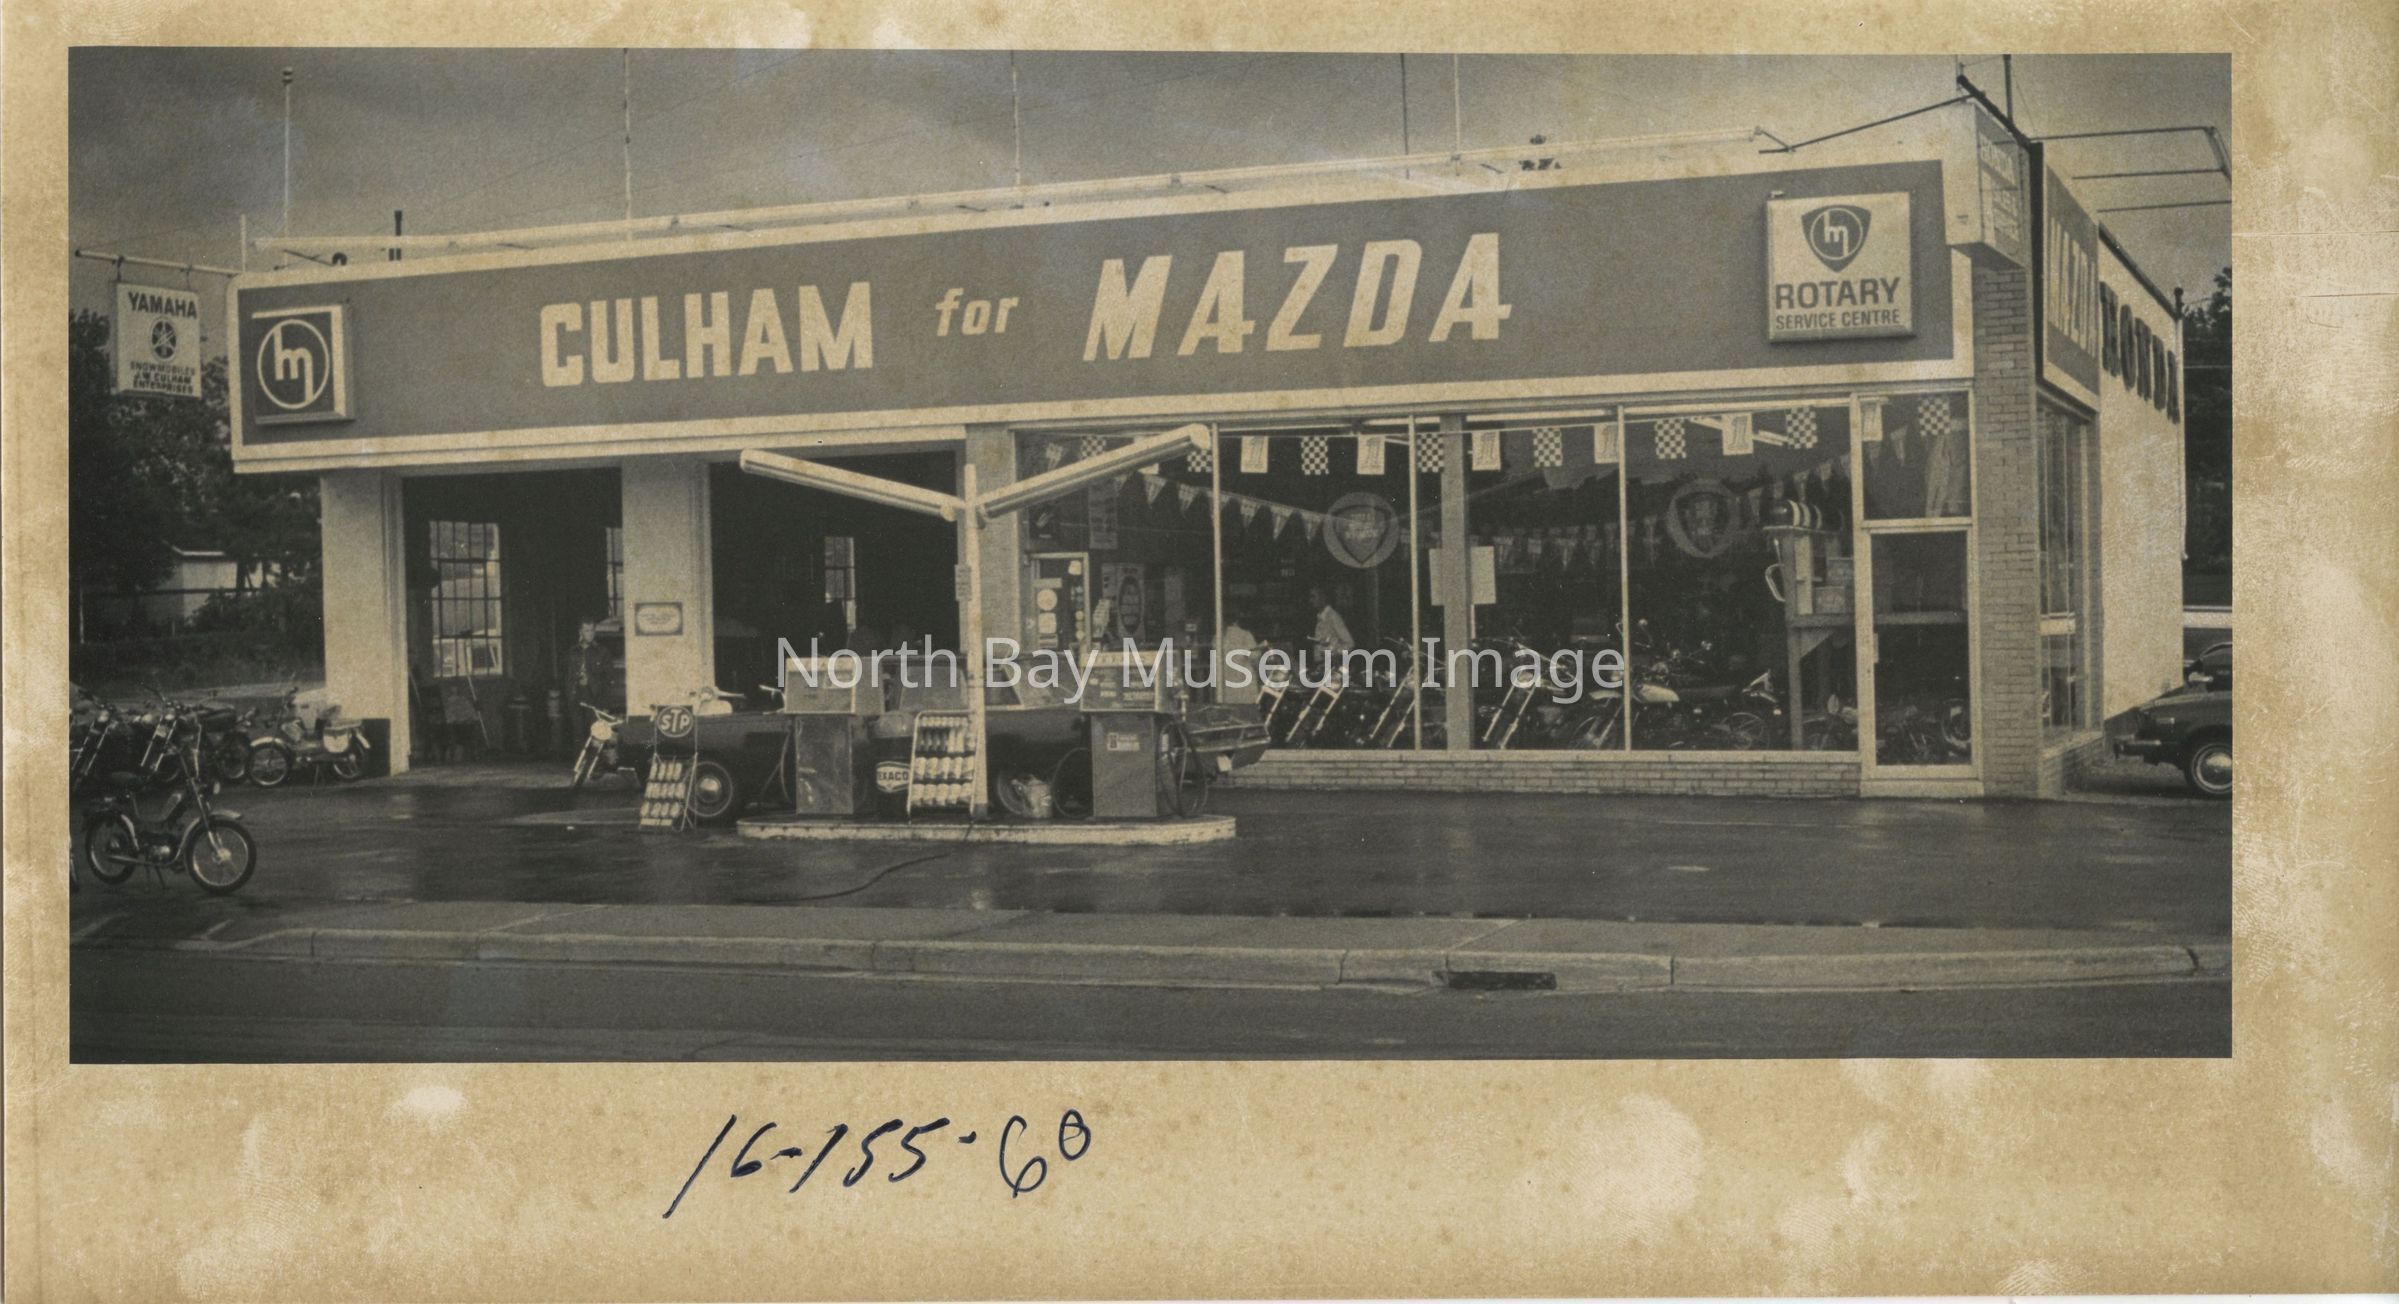 YAMAHA
SNOWMOBILES
J.W. CULHAM
ENTERPRISES
m
CULHAM for MAZDA
m
ROTARY
SERVICE CENTRE
MAZDA
HONDA
STP
TEXACO
North Bay Museum Image
16-155-60